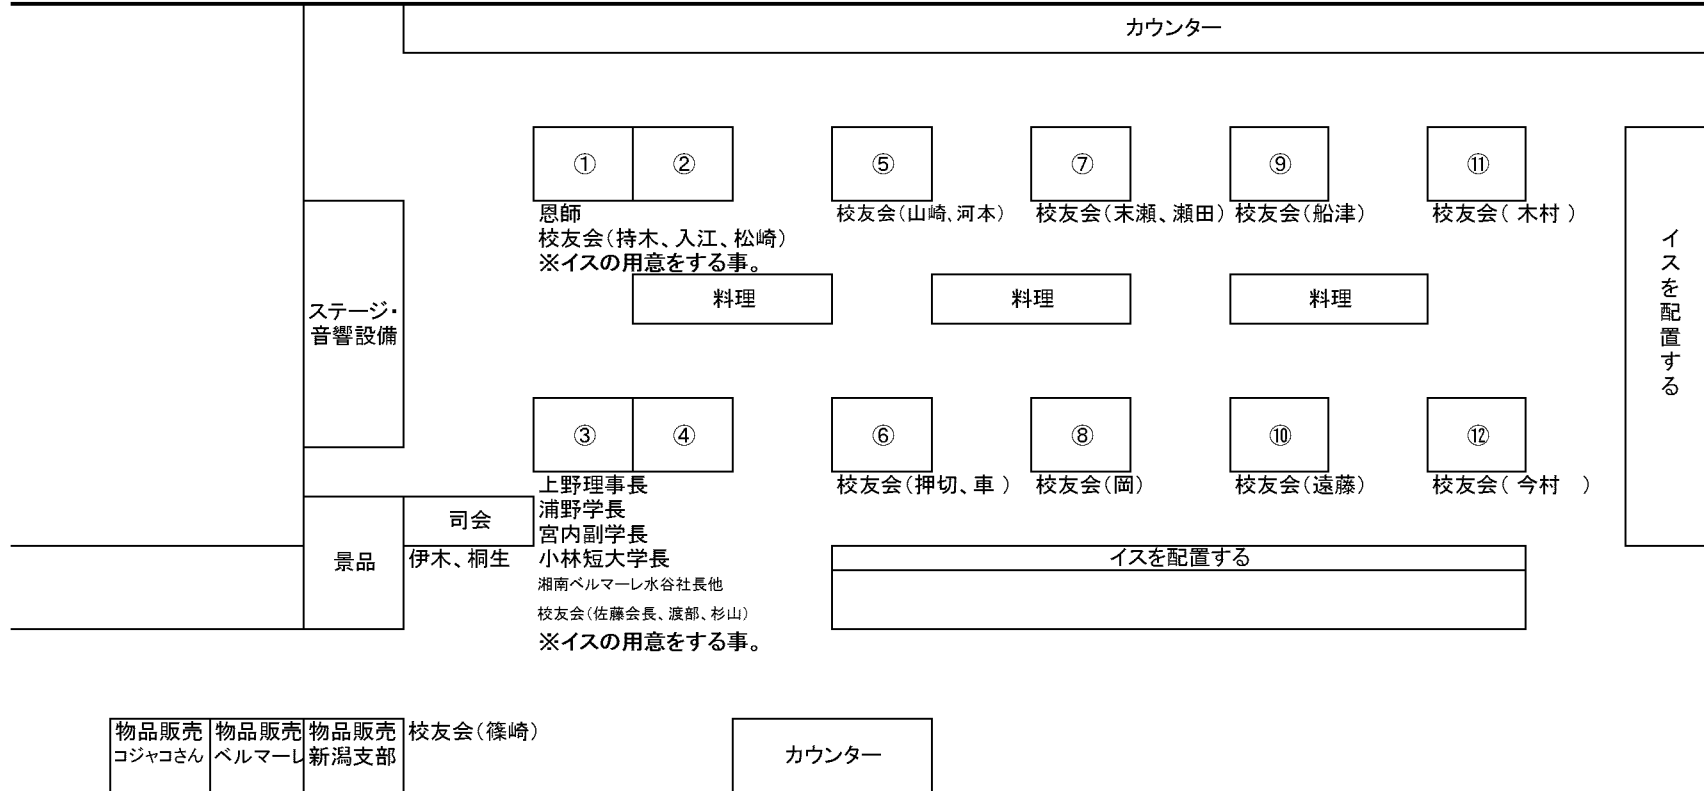 カウンター
①
②
⑤
⑦
⑨
⑪
恩師
校友会(持木、入江、松崎)
※イスの用意をする事。
校友会(山崎、河本)
校友会(末瀬、瀬田)
校友会(船津)
校友会( 木村 )
イスを配置する
料理
料理
料理
ステージ・
音響設備
③
④
⑥
⑧
⑩
⑫
上野理事長
浦野学長
宮内副学長
小林短大学長
湘南ベルマーレ水谷社長他
校友会(佐藤会長、渡部、杉山)
※イスの用意をする事。
校友会(押切、車 )
校友会(岡)
校友会(遠藤)
校友会( 今村　)
司会
景品
伊木、桐生
イスを配置する
物品販売
コジャコさん
物品販売
ベルマーレ
物品販売
新潟支部
校友会(篠崎)
カウンター